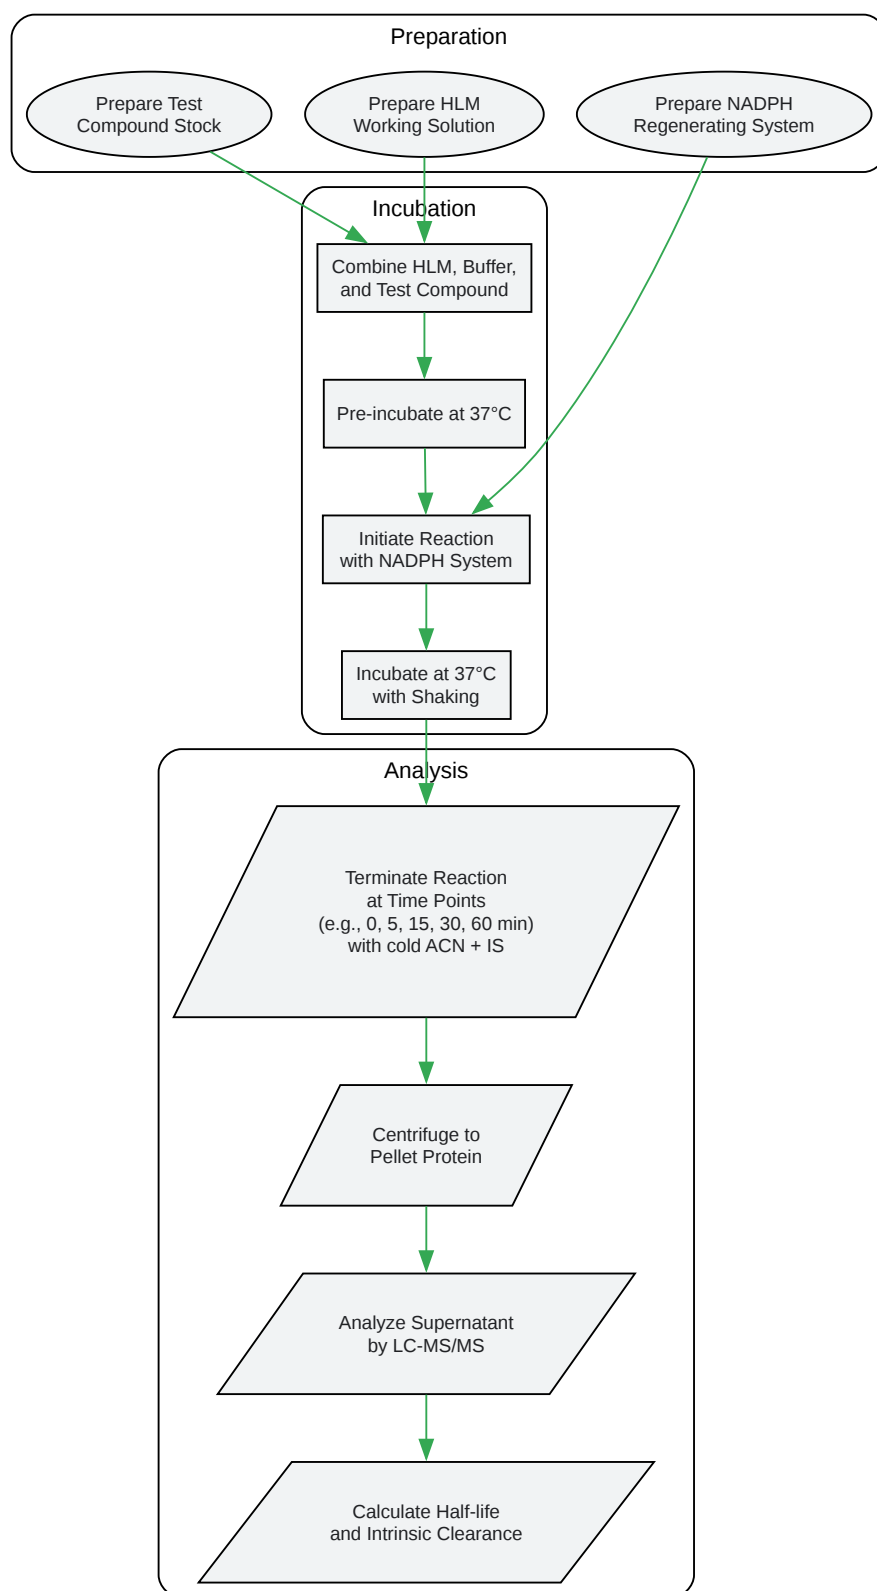 Preparation
Prepare Test
Compound Stock
Prepare HLM
Working Solution
Prepare NADPH
Regenerating System
Incubation
Combine HLM, Buffer,
and Test Compound
Pre-incubate at 37°C
Initiate Reaction
with NADPH System
Incubate at 37°C
with Shaking
Analysis
Terminate Reaction
at Time Points
(e.g., 0, 5, 15, 30, 60 min)
with cold ACN + IS
Centrifuge to
Pellet Protein
Analyze Supernatant
by LC-MS/MS
Calculate Half-life
and Intrinsic Clearance